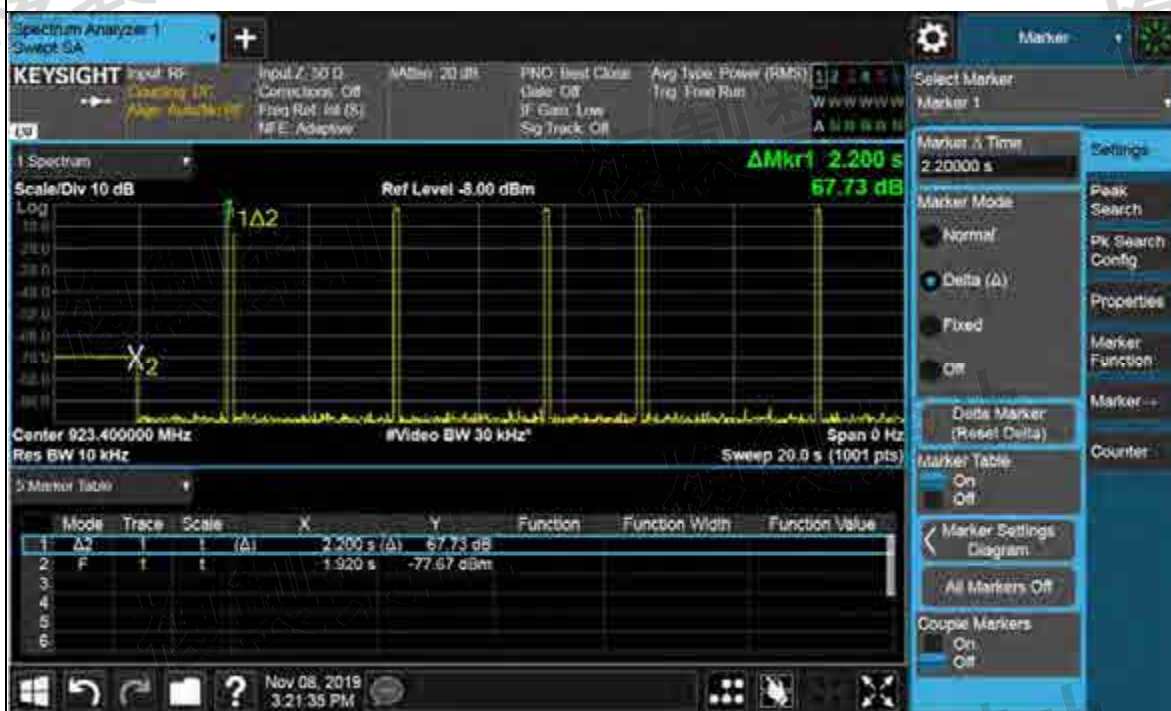 Spectrum Analyzer 1
Swept SA
+
Marker
KEYSIGHT
Input: RF
Coupling: DC
Align: Auto/No RF
Input Z: 50 Ω
Corrections: Off
Freq Ref: Int (S)
NFE: Adaptive
#Atten: 20 dB
PNO: Best Close
Gate: Off
IF Gain: Low
Sig Track: Off
Avg Type: Power (RMS)
Trig: Free Run
W W W W W W
Select Marker
Marker 1
1 Spectrum
ΔMkr1 2.200 s
67.73 dB
Scale/Div 10 dB
Ref Level -8.00 dBm
Log
1Δ2
2
Center 923.400000 MHz
#Video BW 30 kHz*
Span 0 Hz
Res BW 10 kHz
Sweep 20.0 s (1001 pts)
5 Marker Table
Mode Trace Scale X Y Function Function Width Function Value
1 Δ2 1 t (Δ) 2.200 s (Δ) 67.73 dB
2 F 1 t 1.920 s -77.67 dBm
3
4
5
6
Marker Δ Time
2.20000 s
Marker Mode
Normal
Delta (Δ)
Fixed
Off
Delta Marker
(Reset Delta)
Marker Table
On
Off
Marker Settings
Diagram
All Markers Off
Couple Markers
On
Off
Settings
Peak
Search
Pk Search
Config
Properties
Marker
Function
Marker→
Counter
?
Nov 08, 2019
3:21:35 PM